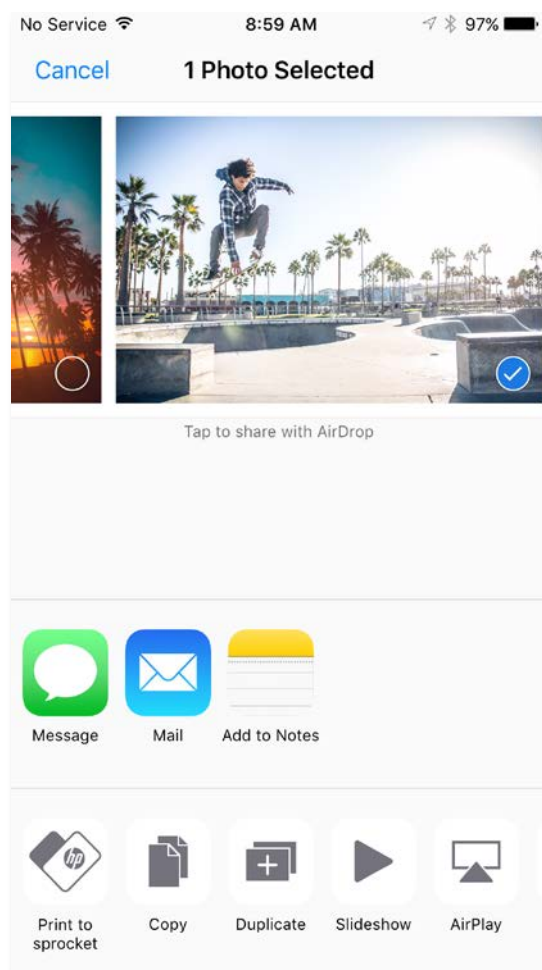 No Service 8:59 AM 97%
Cancel 1 Photo Selected
Tap to share with AirDrop
Message Mail Add to Notes
hp
Print to sprocket Copy Duplicate Slideshow AirPlay